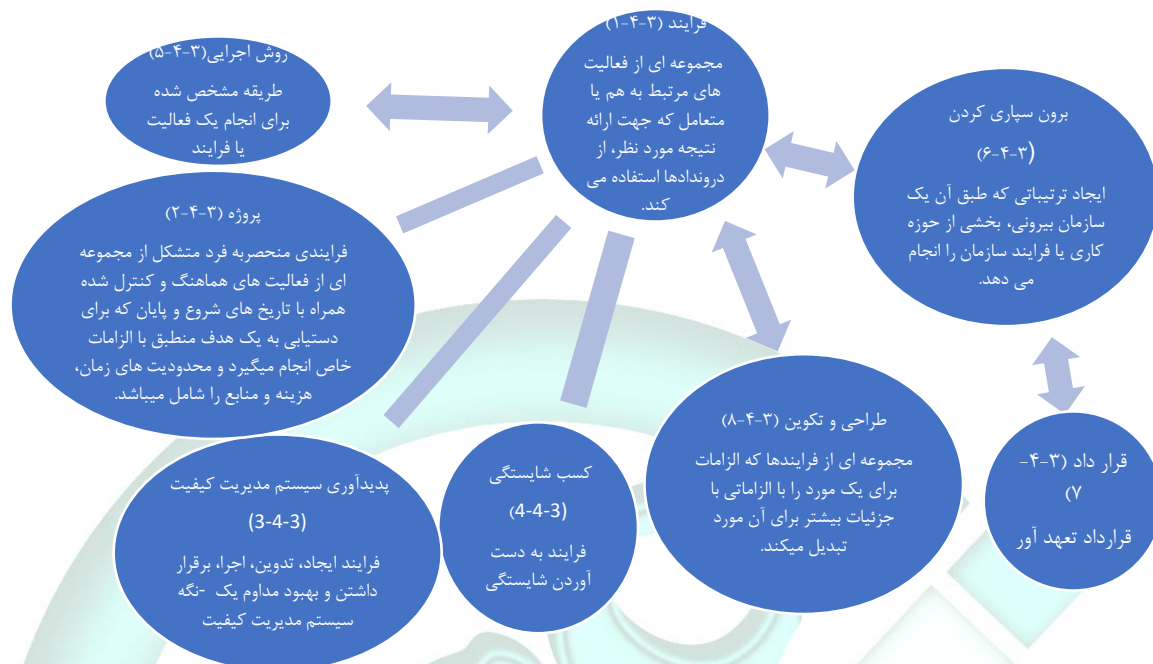 فرایند (۳-۴-۱)
مجموعه ای از فعالیت
های مرتبط به هم یا
متعامل که جهت ارائه
نتیجه مورد نظر، از
دروندادها استفاده می
کند.
روش اجرایی(۳-۴-۵)
طریقه مشخص شده
برای انجام یک فعالیت
یا فرایند
برون سپاری کردن
(۳-۴-۶)
ایجاد ترتیباتی که طبق آن یک
سازمان بیرونی، بخشی از حوزه
کاری یا فرایند سازمان را انجام
می دهد.
پروژه (۳-۴-۲)
فرایندی منحصربه فرد متشکل از مجموعه
ای از فعالیت های هماهنگ و کنترل شده
همراه با تاریخ های شروع و پایان که برای
دستیابی به یک هدف منطبق با الزامات
خاص انجام میگیرد و محدودیت های زمان،
هزینه و منابع را شامل میباشد.
طراحی و تکوین (۳-۴-۸)
مجموعه ای از فرایندها که الزامات
برای یک مورد را با الزاماتی با
جزئیات بیشتر برای آن مورد
تبدیل میکند.
قرار داد (۳-۴-
۷)
قرارداد تعهد آور
کسب شایستگی
(4-4-3)
فرایند به دست
آوردن شایستگی
پدیدآوری سیستم مدیریت کیفیت
(3-4-3)
فرایند ایجاد، تدوین، اجرا، برقرار
داشتن و بهبود مداوم یک -نگه
سیستم مدیریت کیفیت